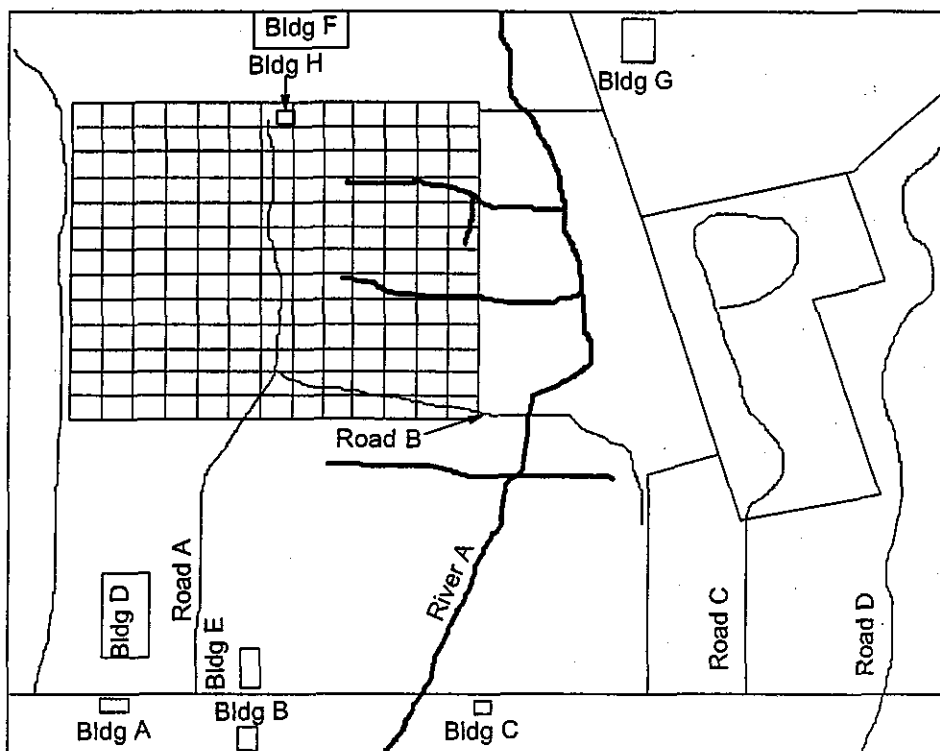 Bldg F
Bldg H
Bldg G
Road B
Road A
River A
Bldg D
Bldg E
Road C
Road D
Bldg A
Bldg B
Bldg C